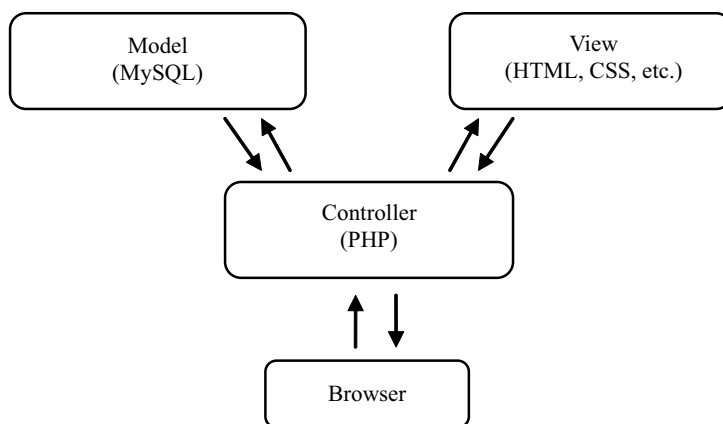 Model
(MySQL)
View
(HTML, CSS, etc.)
Controller
(PHP)
Browser